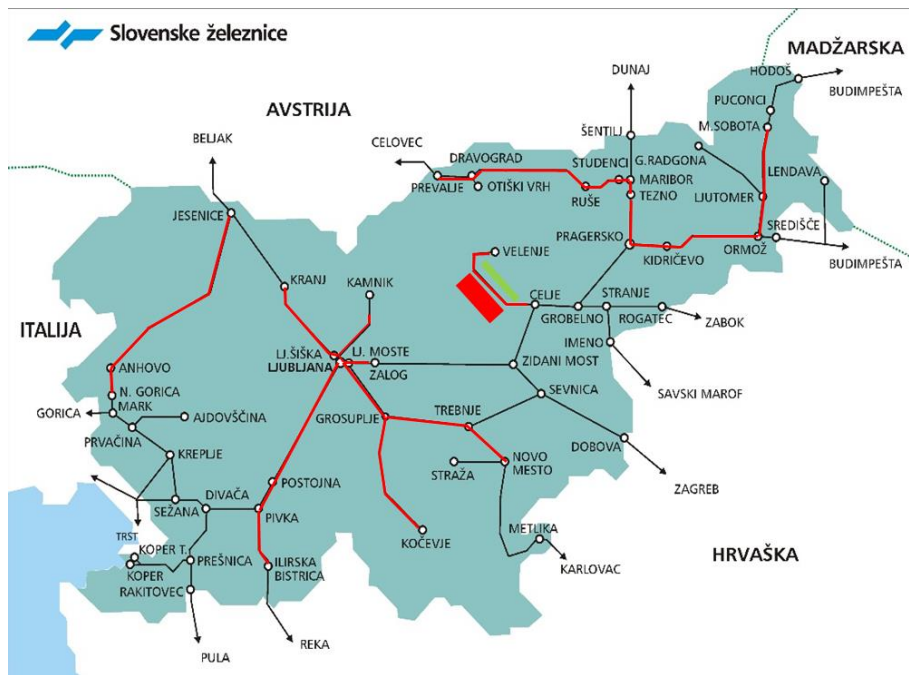 Slovenske železnice
MADŽARSKA
HODOŠ
DUNAJ
BUDIMPEŠTA
AVSTRIJA
PUCONCI
M.SOBOTA
BELJAK
ŠENTILJ
CELOVEC
DRAVOGRAD
STUDENCI
G.RADGONA
LENDAVA
PREVALJE
OTIŠKI VRH
MARIBOR
RUŠE
TEZNO
LJUTOMER
JESENICE
SREDIŠČE
PRAGERSKO
ORMOŽ
KIDRIČEVO
BUDIMPEŠTA
VELENJE
KRANJ
KAMNIK
CELJE
STRANJE
GROBELNO
ROGATEC
ZABOK
ITALIJA
IMENO
LJ.ŠIŠKA
LJ. MOSTE
LJUBLJANA
ZALOG
ZIDANI MOST
ANHOVO
SAVSKI MAROF
N. GORICA
SEVNICA
MARK
GORICA
AJDOVŠČINA
GROSUPLJE
TREBNJE
PRVAČINA
DOBOVA
KREPLJE
NOVO
MESTO
STRAŽA
POSTOJNA
ZAGREB
DIVAČA
SEŽANA
PIVKA
TRST
METLIKA
KOČEVJE
KOPER T.
PREŠNICA
ILIRSKA
BISTRICA
KARLOVAC
HRVAŠKA
KOPER
RAKITOVEC
REKA
PULA